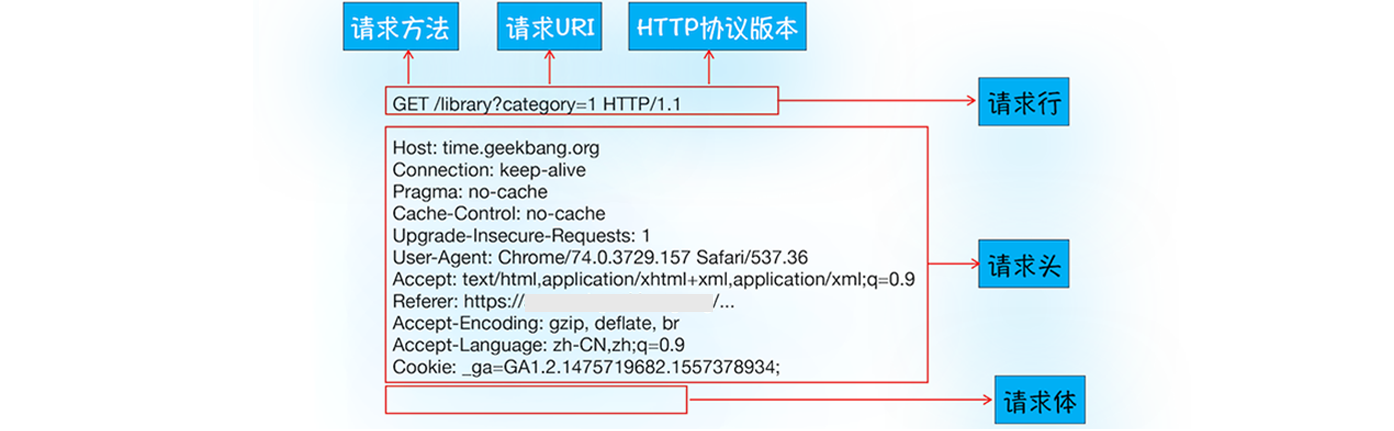 请求方法 请求URI HTTP协议版本
GET /library?category=1 HTTP/1.1
请求行
Host: time.geekbang.org
Connection: keep-alive
Pragma: no-cache
Cache-Control: no-cache
Upgrade-Insecure-Requests: 1
User-Agent: Chrome/74.0.3729.157 Safari/537.36
Accept: text/html,application/xhtml+xml,application/xml;q=0.9
Referer: https:// /...
Accept-Encoding: gzip, deflate, br
Accept-Language: zh-CN,zh;q=0.9
Cookie: _ga=GA1.2.1475719682.1557378934;
请求头
请求体